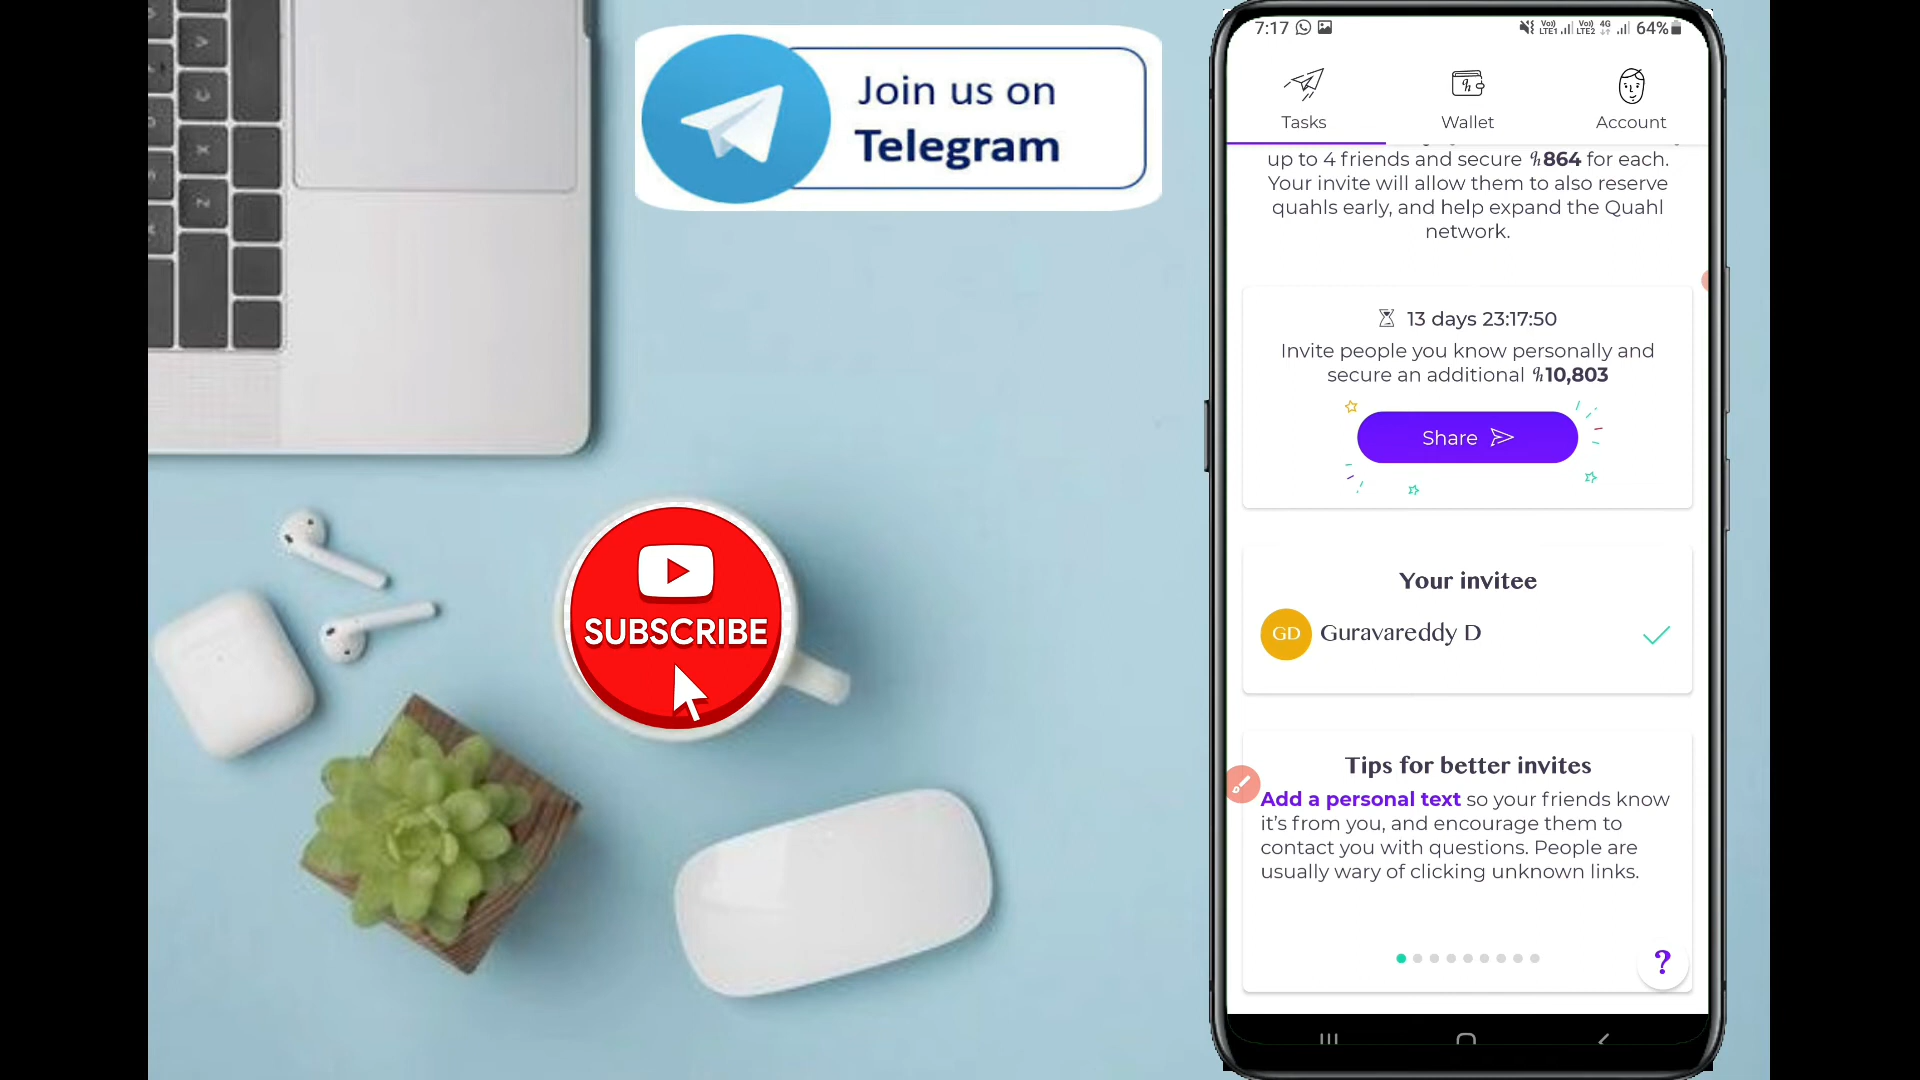 Join us on
Telegram
SUBSCRIBE
7:17
64%
Tasks
Wallet
Account
up to 4 friends and secure 864 for each.
Your invite will allow them to also reserve
quahls early, and help expand the Quahl
network.
13 days 23:17:50
Invite people you know personally and
secure an additional 10,803
Share
Your invitee
GD Guravareddy D
Tips for better invites
Add a personal text so your friends know
it's from you, and encourage them to
contact you with questions. People are
usually wary of clicking unknown links.
?